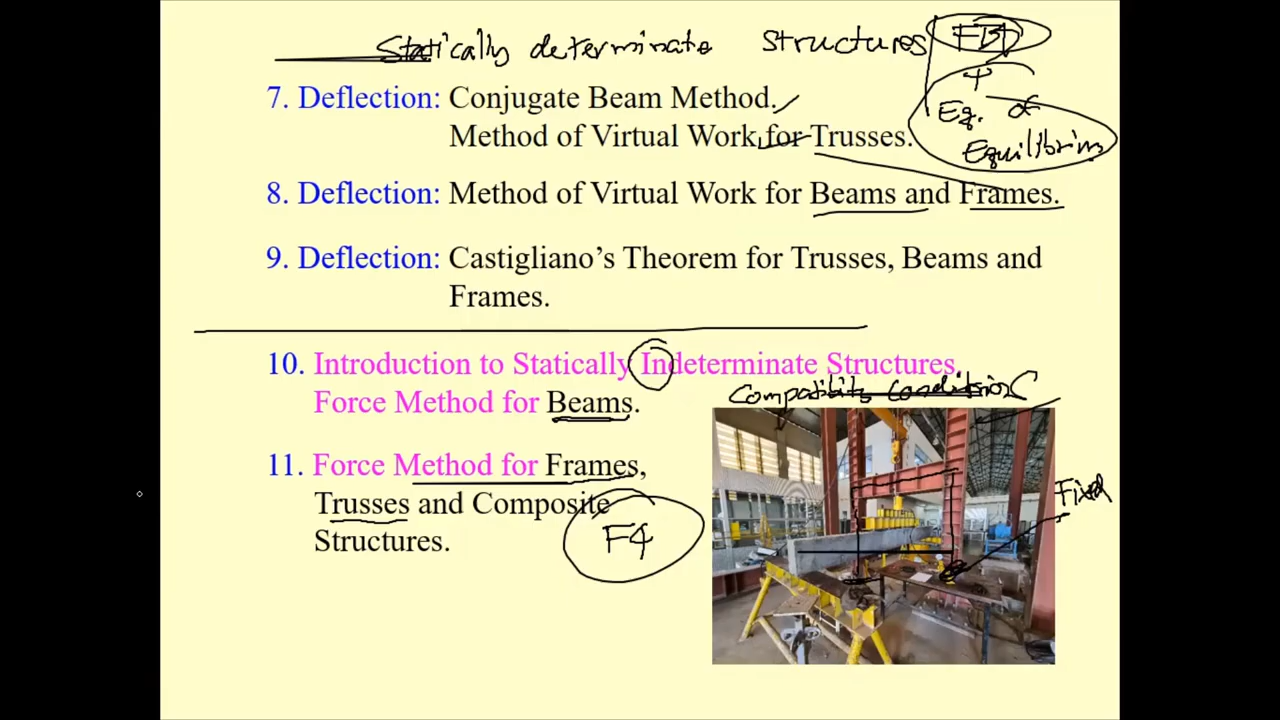 Statically determinate structures FBD
7. Deflection: Conjugate Beam Method.
Eq. of
Method of Virtual Work for Trusses.
Equilibrium
8. Deflection: Method of Virtual Work for Beams and Frames.
9. Deflection: Castigliano's Theorem for Trusses, Beams and
Frames.
10. Introduction to Statically Indeterminate Structures.
Compatibility conditions
Force Method for Beams.
11. Force Method for Frames,
Fixed
Trusses and Composite
F4
Structures.